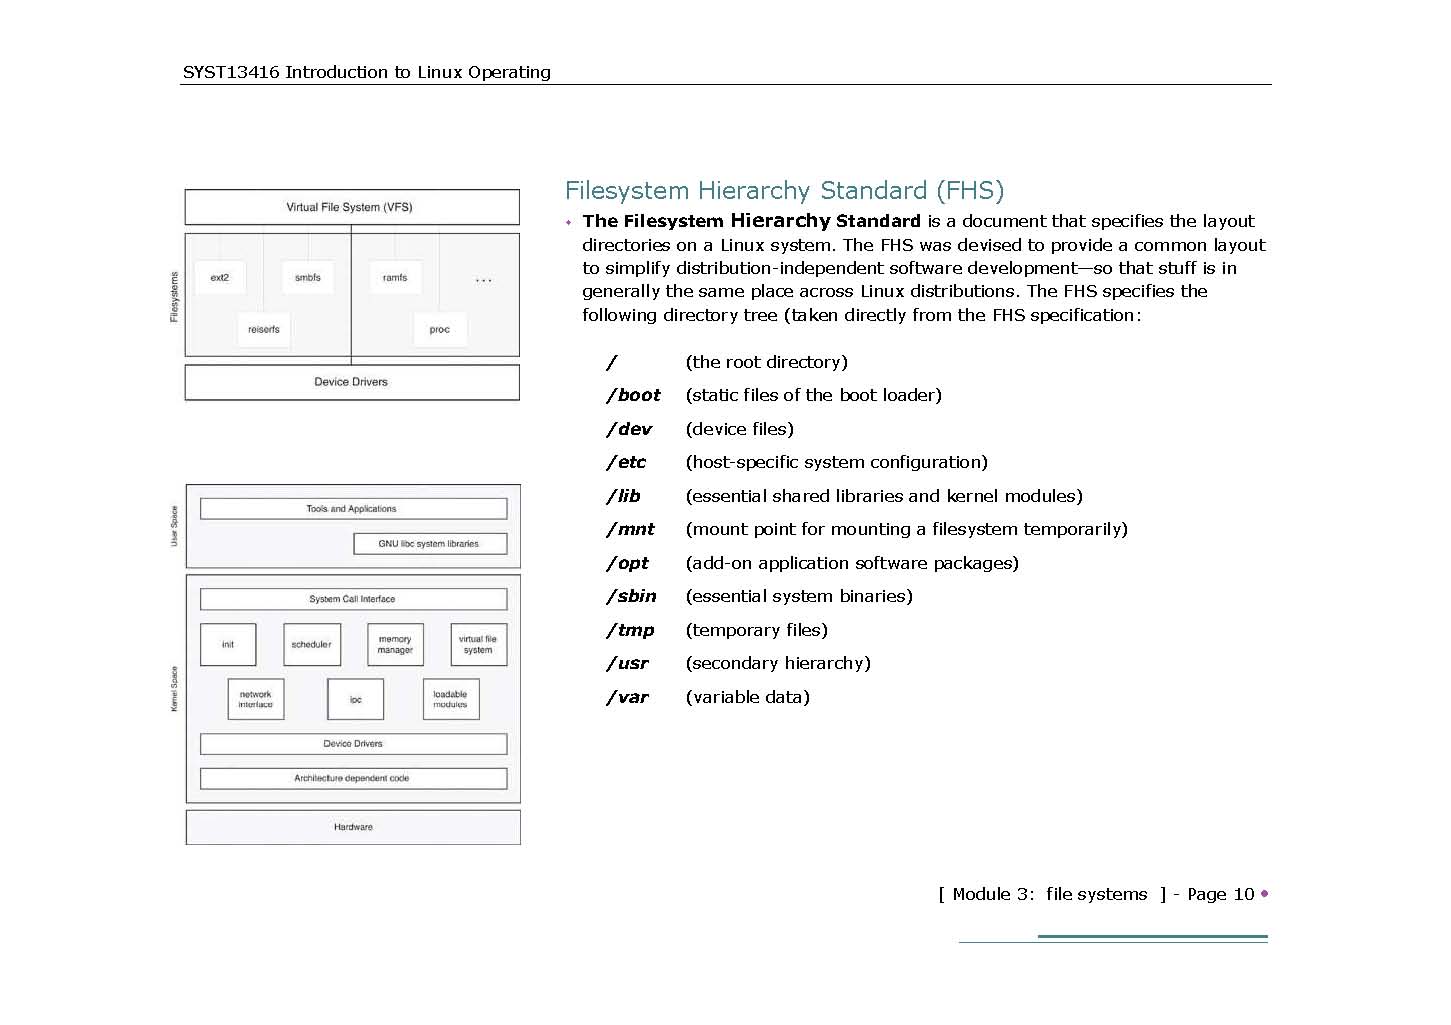 SYST13416 Introduction to Linux Operating
Virtual File System (VFS)
Filesystems
ext2
smbfs
ramfs
...
reiserfs
proc
Device Drivers
User Space
Tools and Applications
GNU libc system libraries
Kernel Space
System Call Interface
init
scheduler
memory
manager
virtual file
system
network
interface
ipc
loadable
modules
Device Drivers
Architecture dependent code
Hardware
Filesystem Hierarchy Standard (FHS)
• The Filesystem Hierarchy Standard is a document that specifies the layout
directories on a Linux system. The FHS was devised to provide a common layout
to simplify distribution-independent software development—so that stuff is in
generally the same place across Linux distributions. The FHS specifies the
following directory tree (taken directly from the FHS specification:
/ (the root directory)
/boot (static files of the boot loader)
/dev (device files)
/etc (host-specific system configuration)
/lib (essential shared libraries and kernel modules)
/mnt (mount point for mounting a filesystem temporarily)
/opt (add-on application software packages)
/sbin (essential system binaries)
/tmp (temporary files)
/usr (secondary hierarchy)
/var (variable data)
[ Module 3: file systems ] - Page 10 •